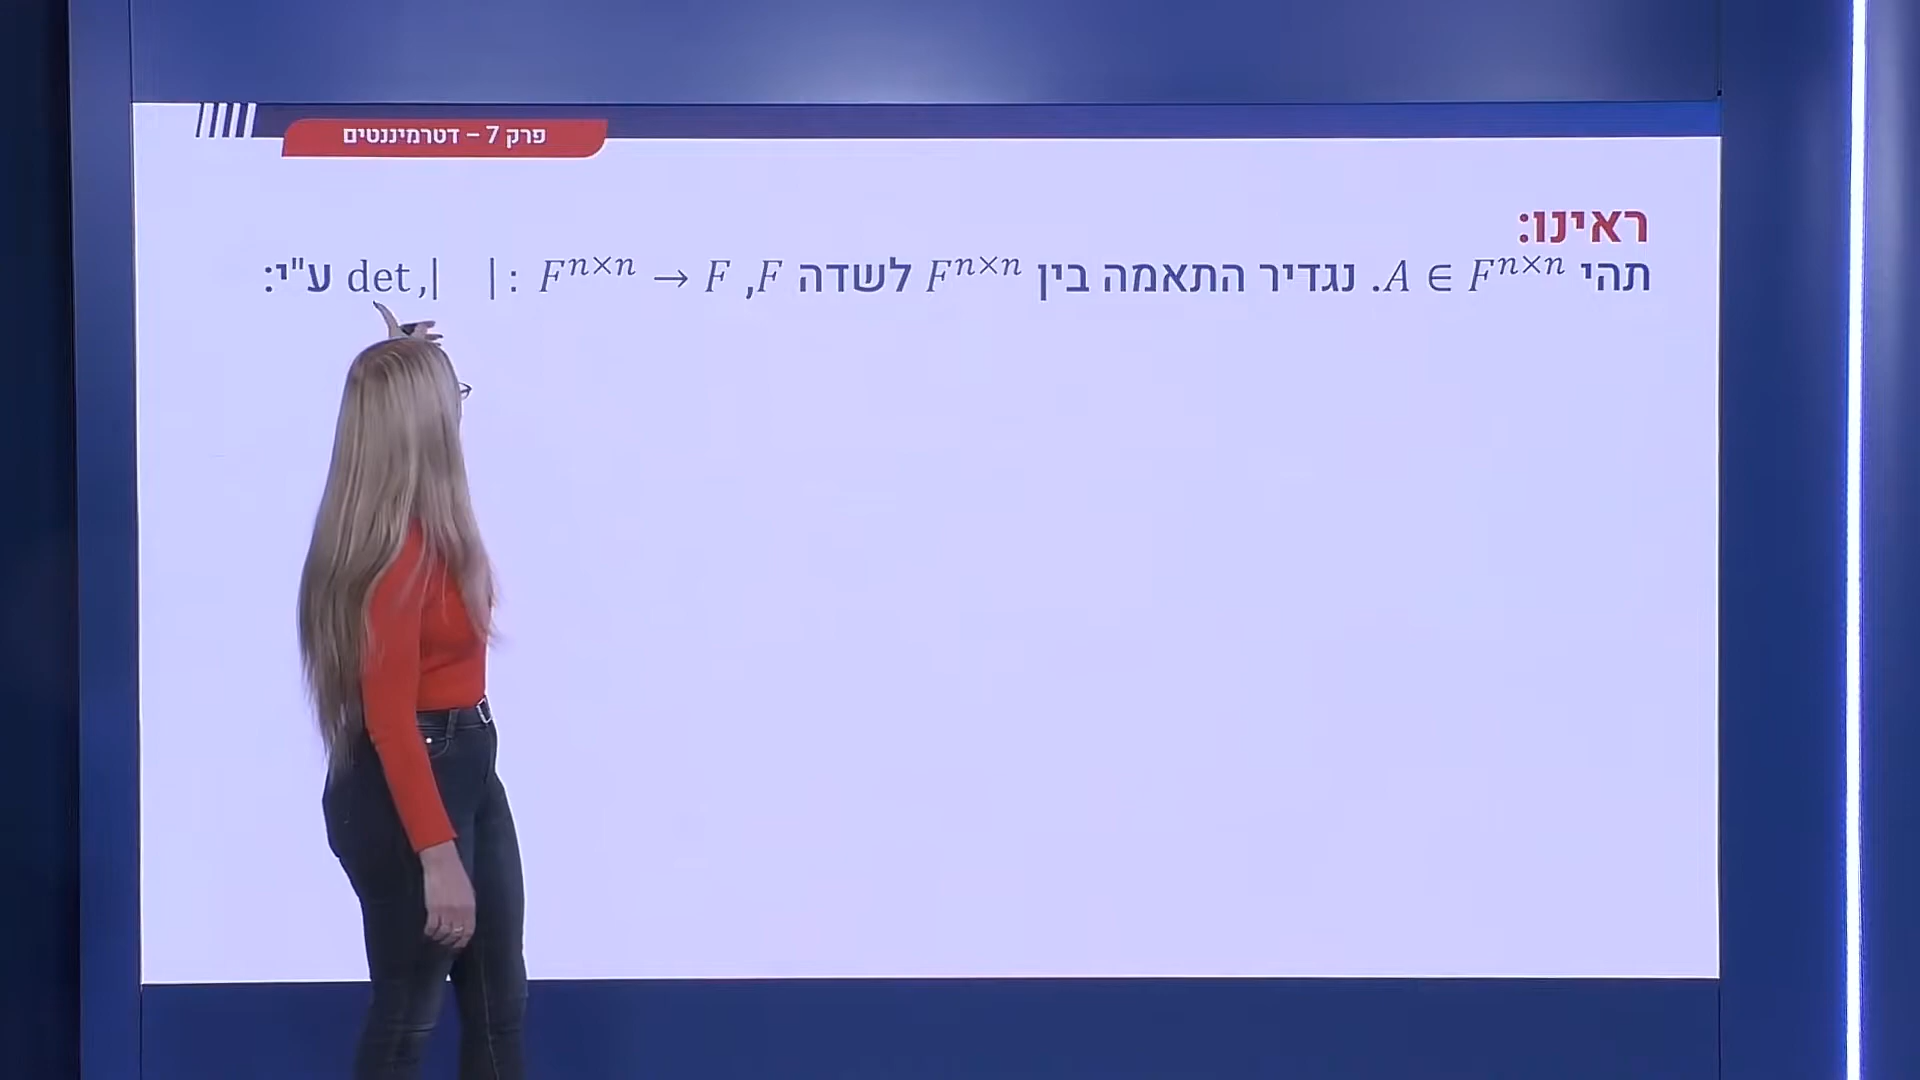 פרק 7 – דטרמיננטים
ראינו:
תהי A ∈ F^{n×n}. נגדיר התאמה בין F^{n×n} לשדה F, det,| | : F^{n×n} → F ע"י: